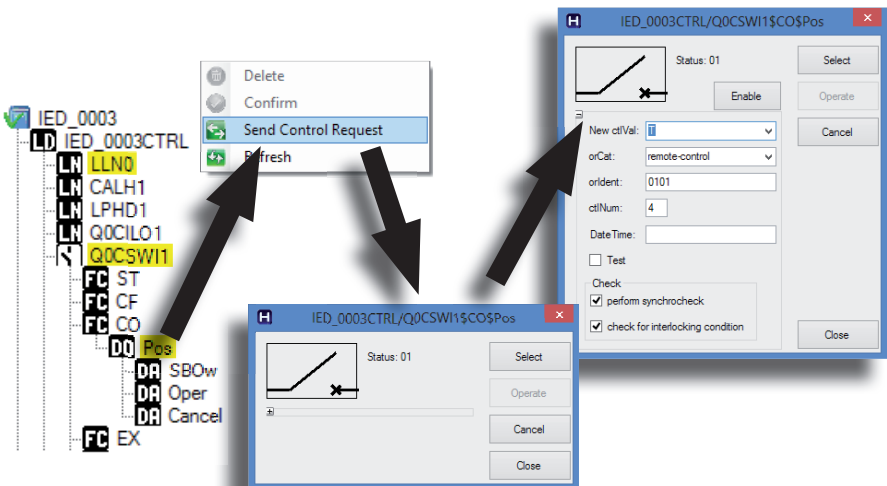 IED_0003
LD IED_0003CTRL
LN LLN0
LN CALH1
LN LPHD1
LN Q0CILO1
Q0CSWI1
FC ST
FC CF
FC CO
DO Pos
DA SBOw
DA Oper
DA Cancel
FC EX
Delete
Confirm
Send Control Request
Refresh
H IED_0003CTRL/Q0CSWI1$CO$Pos
Status: 01
Select
Operate
Cancel
Close
H IED_0003CTRL/Q0CSWI1$CO$Pos
Status: 01
Select
Enable
Operate
New ctlVal: T
Cancel
orCat: remote-control
orIdent: 0101
ctlNum: 4
DateTime:
Test
Check
perform synchrocheck
check for interlocking condition
Close